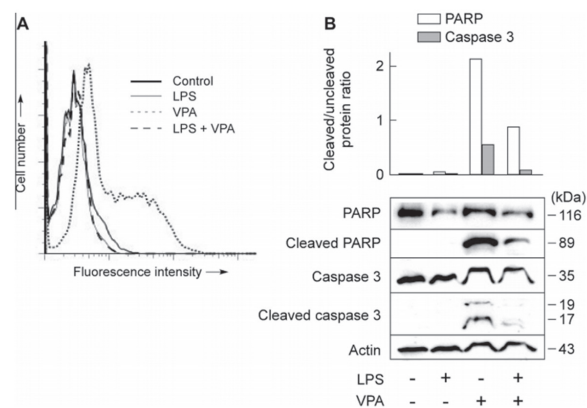 A
Control
LPS
VPA
LPS + VPA
Cell number
Fluorescence intensity
B
PARP
Caspase 3
Cleaved/uncleaved
protein ratio
2
1
0
(kDa)
PARP
116
Cleaved PARP
89
Caspase 3
35
Cleaved caspase 3
19
17
Actin
43
LPS - + - +
VPA - - + +